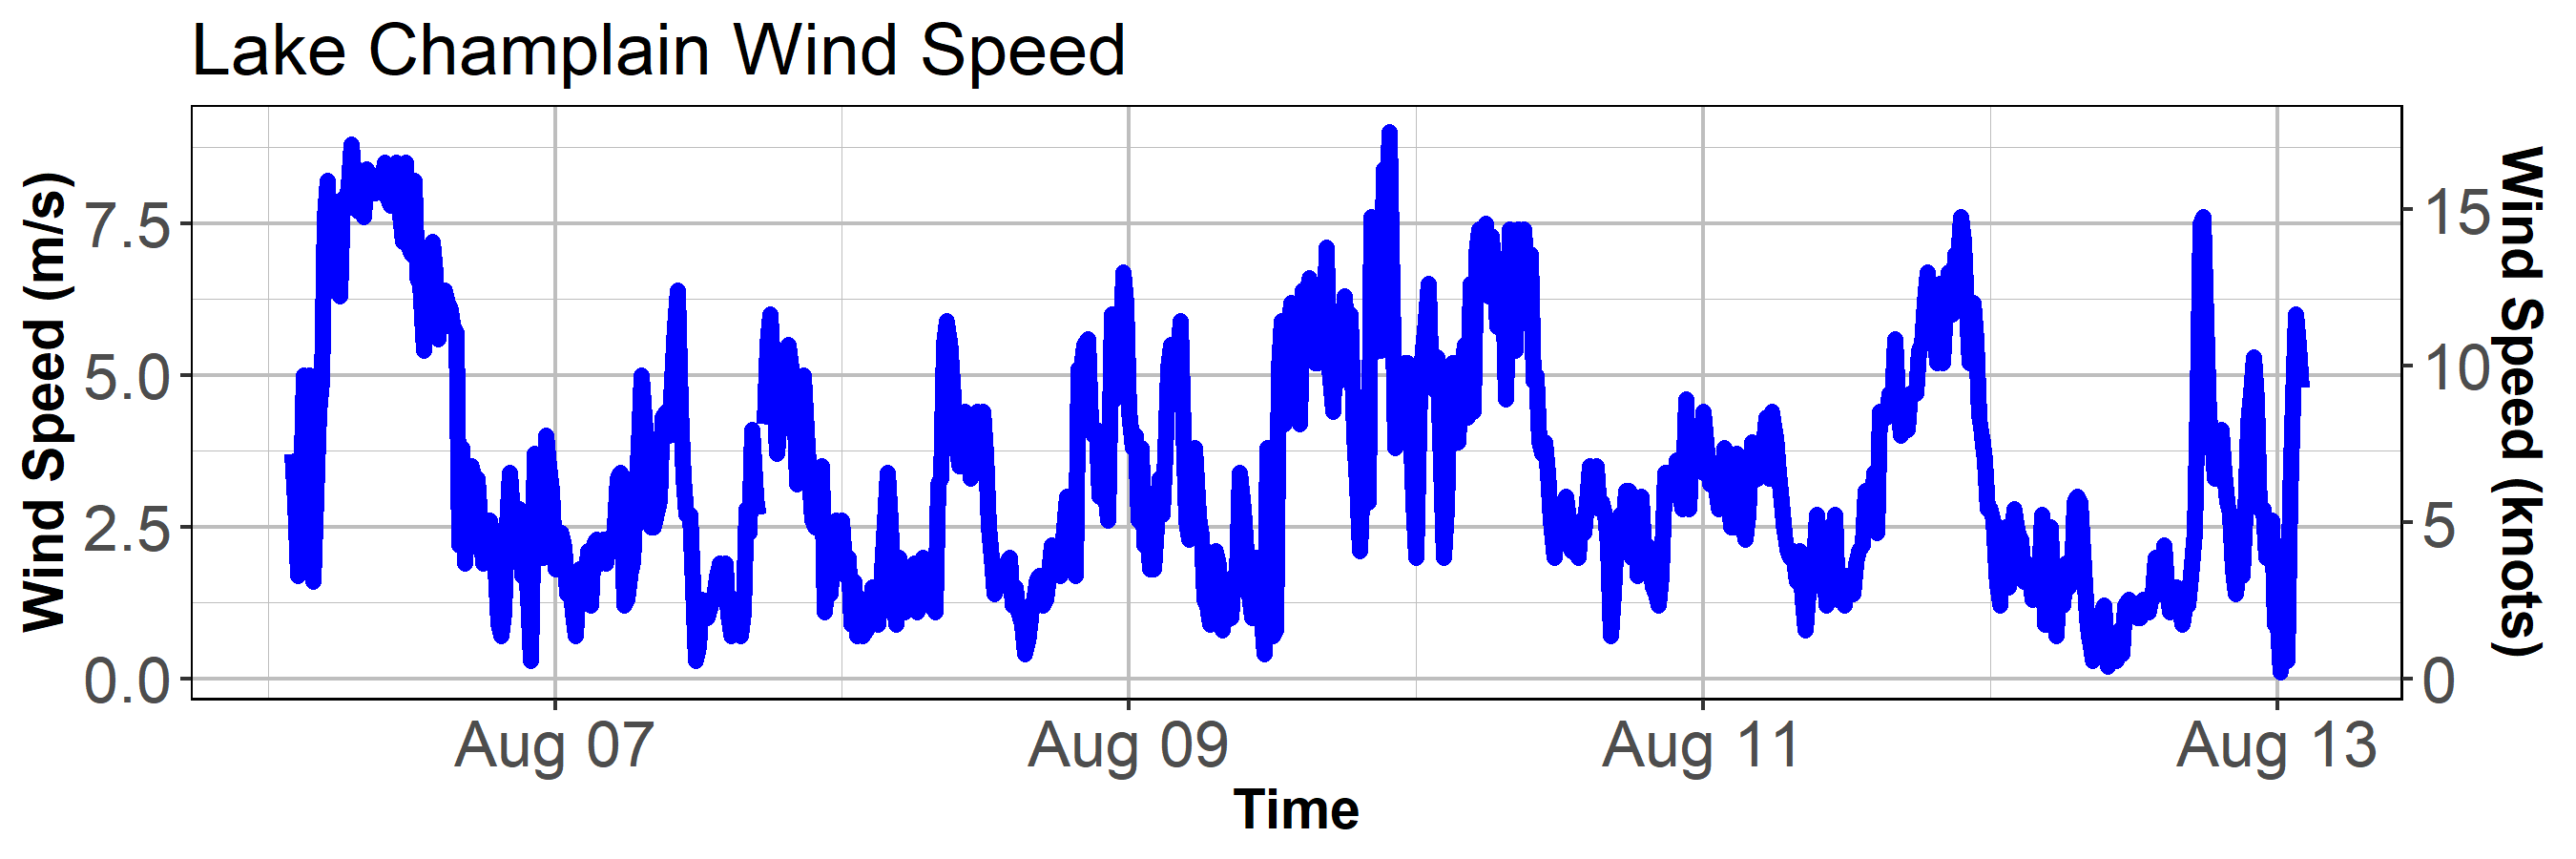 Lake Champlain Wind Speed
Wind Speed (m/s)
7.5
5.0
2.5
0.0
15
10
5
0
Wind Speed (knots)
Aug 07
Aug 09
Aug 11
Aug 13
Time